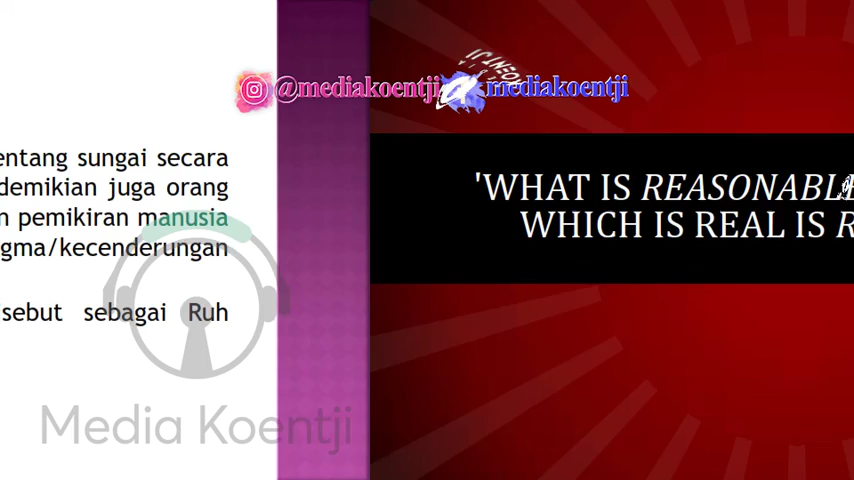 @mediakoentji mediakoentji
entang sungai secara
demikian juga orang
n pemikiran manusia
gma/kecenderungan
sebut sebagai Ruh
Media Koentji
'WHAT IS REASONABLE
WHICH IS REAL IS R